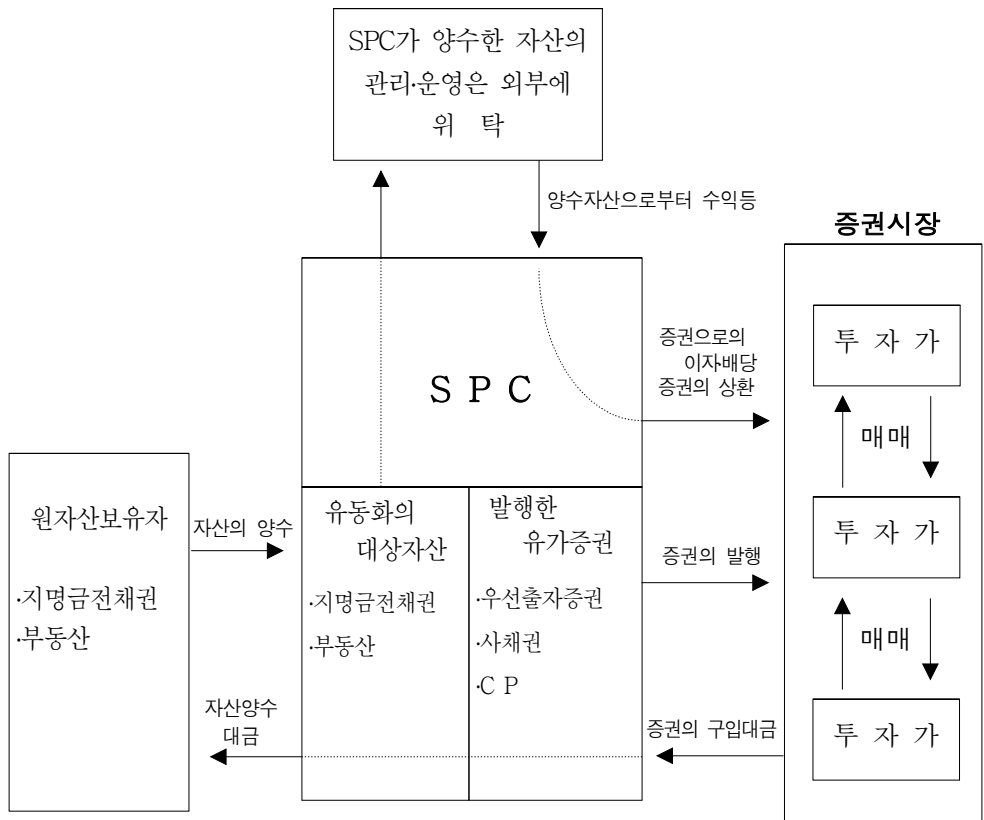 SPC가 양수한 자산의
관리·운영은 외부에
위 탁
양수자산으로부터 수익등
증권시장
투 자 가
증권으로의
이자·배당
증권의 상환
S P C
매매
원자산보유자
·지명금전채권
·부동산
자산의 양수
유동화의
대상자산
·지명금전채권
·부동산
발행한
유가증권
·우선출자증권
·사채권
·C P
증권의 발행
투 자 가
매매
자산양수
대금
증권의 구입대금
투 자 가